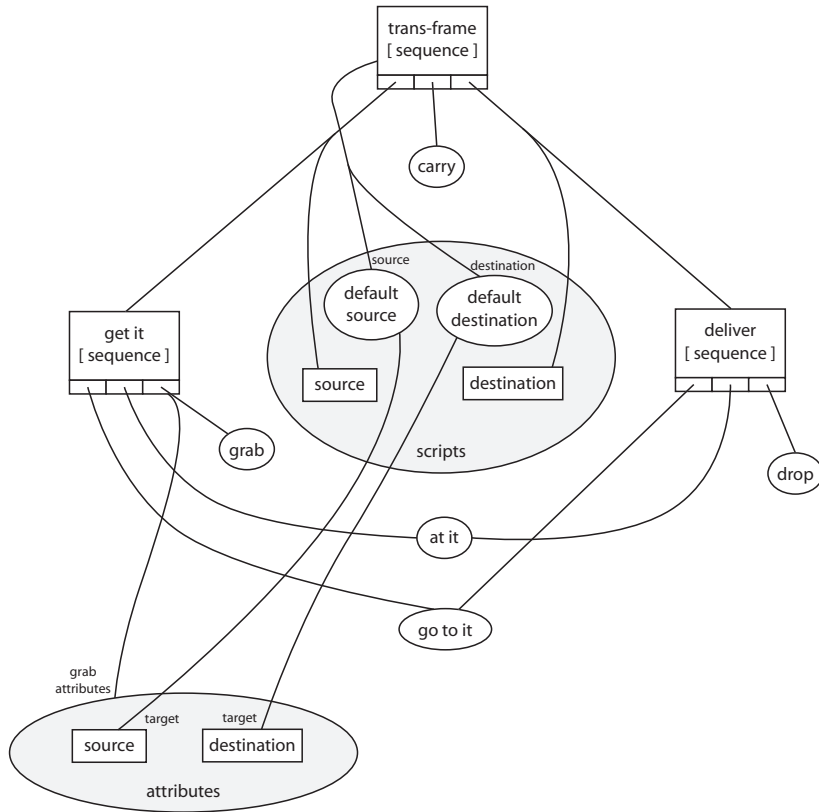 trans-frame
[ sequence ]
carry
source
destination
default
source
default
destination
get it
[ sequence ]
deliver
[ sequence ]
source
destination
scripts
grab
drop
at it
go to it
grab
attributes
target
target
source
destination
attributes